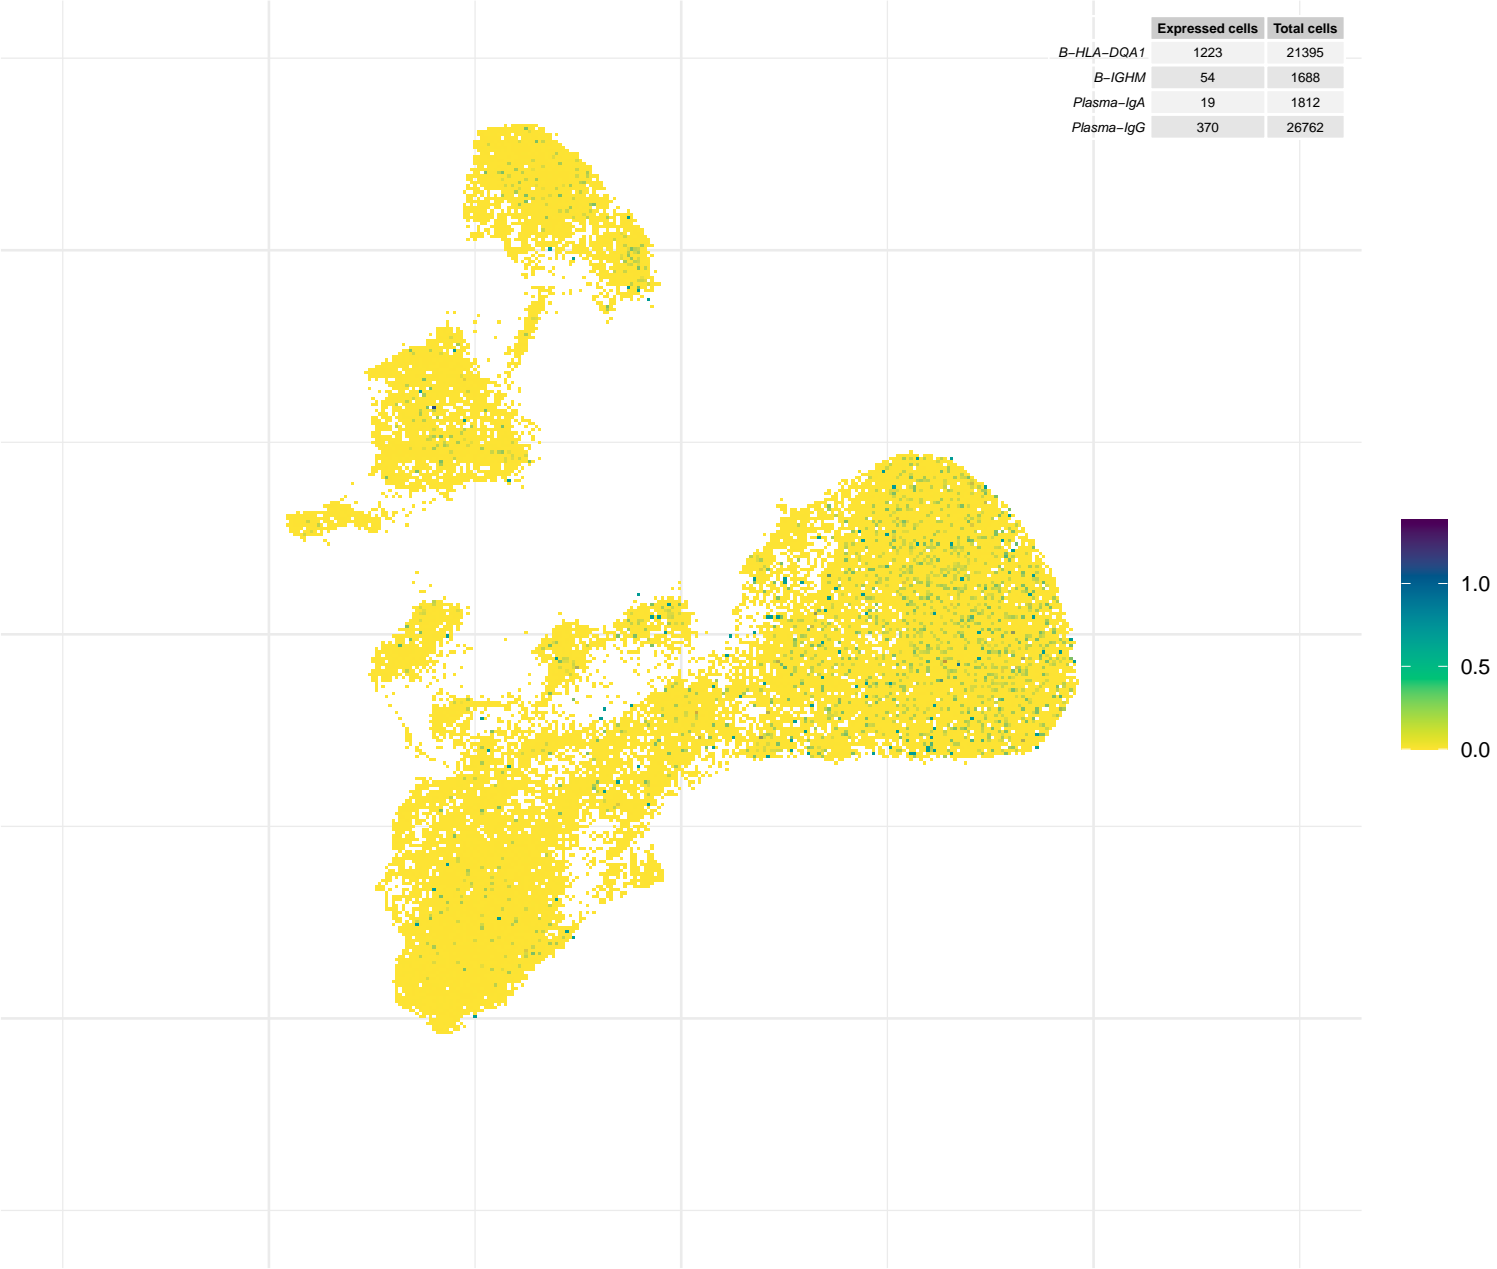 Expressed cells Total cells
B−HLA−DQA1 1223 21395
B−IGHM 54 1688
Plasma−IgA 19 1812
Plasma−IgG 370 26762
1.0
0.5
0.0